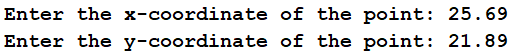 Enter the x-coordinate of the point: 25.69
Enter the y-coordinate of the point: 21.89